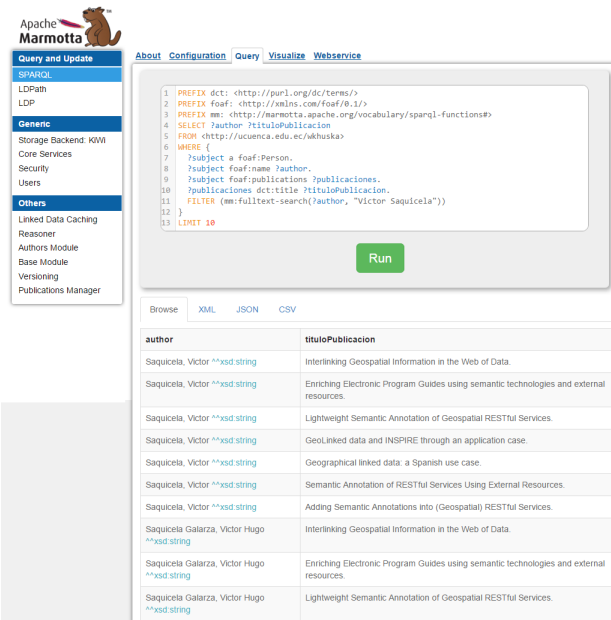 Apache
Marmotta
TM
Query and Update
SPARQL
LDPath
LDP
Generic
Storage Backend: KiWi
Core Services
Security
Users
Others
Linked Data Caching
Reasoner
Authors Module
Base Module
Versioning
Publications Manager
About Configuration Query Visualize Webservice
1 PREFIX dct: <http://purl.org/dc/terms/>
2 PREFIX foaf: <http://xmlns.com/foaf/0.1/>
3 PREFIX mm: <http://marmotta.apache.org/vocabulary/sparql-functions#>
4 SELECT ?author ?tituloPublicacion
5 FROM <http://ucuenca.edu.ec/wkhuska>
6 WHERE {
7 ?subject a foaf:Person.
8 ?subject foaf:name ?author.
9 ?subject foaf:publications ?publicaciones.
10 ?publicaciones dct:title ?tituloPublicacion.
11 FILTER (mm:fulltext-search(?author, "Victor Saquicela"))
12 }
13 LIMIT 10
Run
Browse XML JSON CSV
author tituloPublicacion
Saquicela, Victor ^^xsd:string Interlinking Geospatial Information in the Web of Data.
Saquicela, Victor ^^xsd:string Enriching Electronic Program Guides using semantic technologies and external
resources.
Saquicela, Victor ^^xsd:string Lightweight Semantic Annotation of Geospatial RESTful Services.
Saquicela, Victor ^^xsd:string GeoLinked data and INSPIRE through an application case.
Saquicela, Victor ^^xsd:string Geographical linked data: a Spanish use case.
Saquicela, Victor ^^xsd:string Semantic Annotation of RESTful Services Using External Resources.
Saquicela, Victor ^^xsd:string Adding Semantic Annotations into (Geospatial) RESTful Services.
Saquicela Galarza, Victor Hugo Interlinking Geospatial Information in the Web of Data.
^^xsd:string
Saquicela Galarza, Victor Hugo Enriching Electronic Program Guides using semantic technologies and external
^^xsd:string resources.
Saquicela Galarza, Victor Hugo Lightweight Semantic Annotation of Geospatial RESTful Services.
^^xsd:string